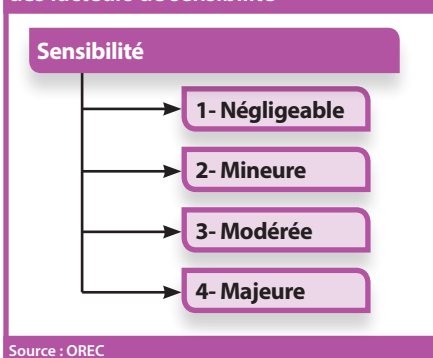 des facteurs de sensibilité
Sensibilité
1- Négligeable
2- Mineure
3- Modérée
4- Majeure
Source : OREC